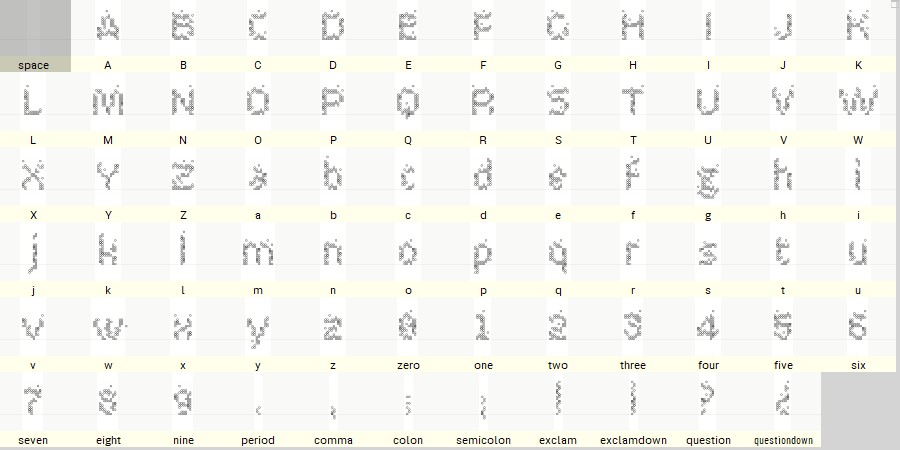 A B C D E F G H I J K
space A B C D E F G H I J K
L M N O P Q R S T U V W
L M N O P Q R S T U V W
X Y Z a b c d e f g h i
X Y Z a b c d e f g h i
j k l m n o p q r s t u
j k l m n o p q r s t u
v w x y z 0 1 2 3 4 5 6
v w x y z zero one two three four five six
7 8 9 . , : ; ! ¡ ? ¿
seven eight nine period comma colon semicolon exclam exclamdown question questiondown